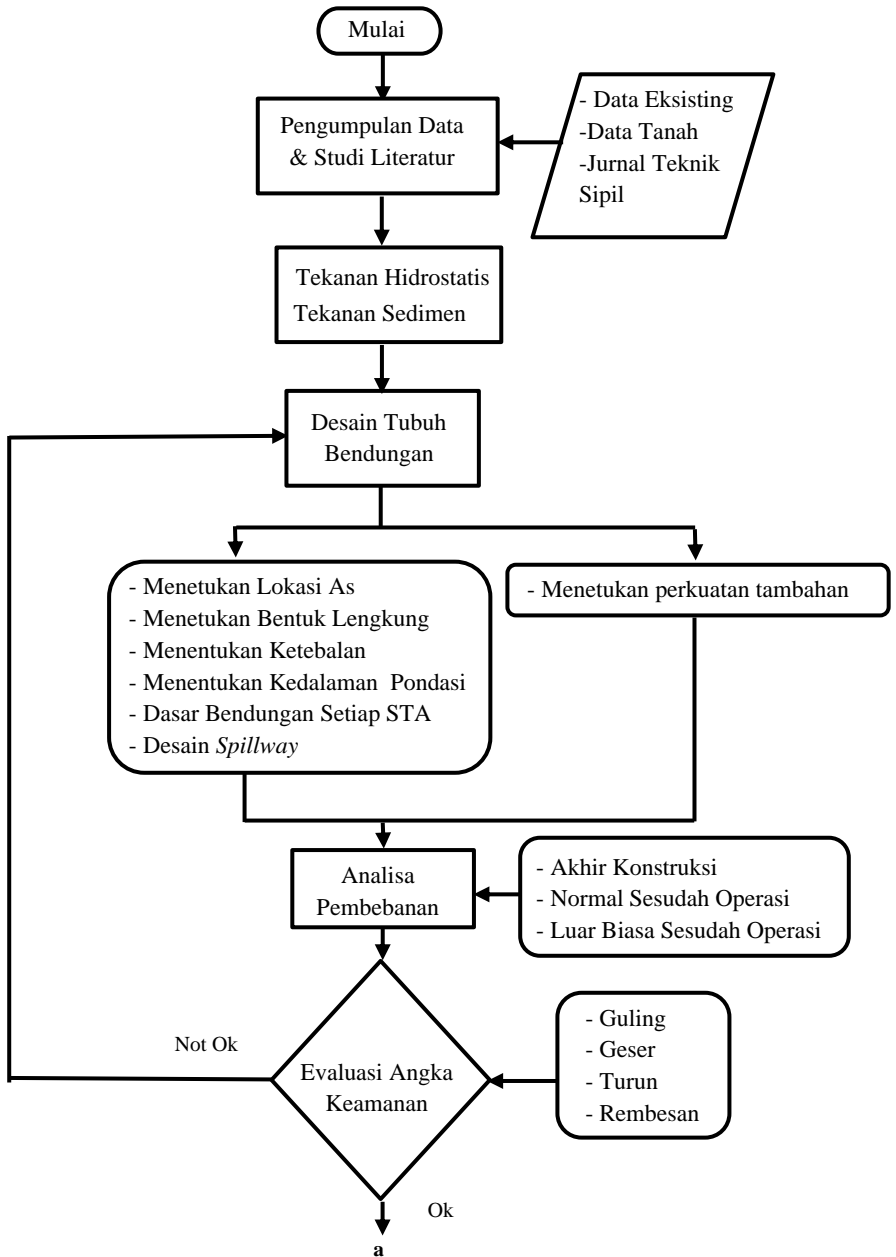 Mulai
Pengumpulan Data
& Studi Literatur
- Data Eksisting
-Data Tanah
-Jurnal Teknik
Sipil
Tekanan Hidrostatis
Tekanan Sedimen
Desain Tubuh
Bendungan
- Menetukan Lokasi As
- Menetukan Bentuk Lengkung
- Menentukan Ketebalan
- Menentukan Kedalaman Pondasi
- Dasar Bendungan Setiap STA
- Desain Spillway
- Menetukan perkuatan tambahan
Analisa
Pembebanan
- Akhir Konstruksi
- Normal Sesudah Operasi
- Luar Biasa Sesudah Operasi
Not Ok
Evaluasi Angka
Keamanan
- Guling
- Geser
- Turun
- Rembesan
Ok
a